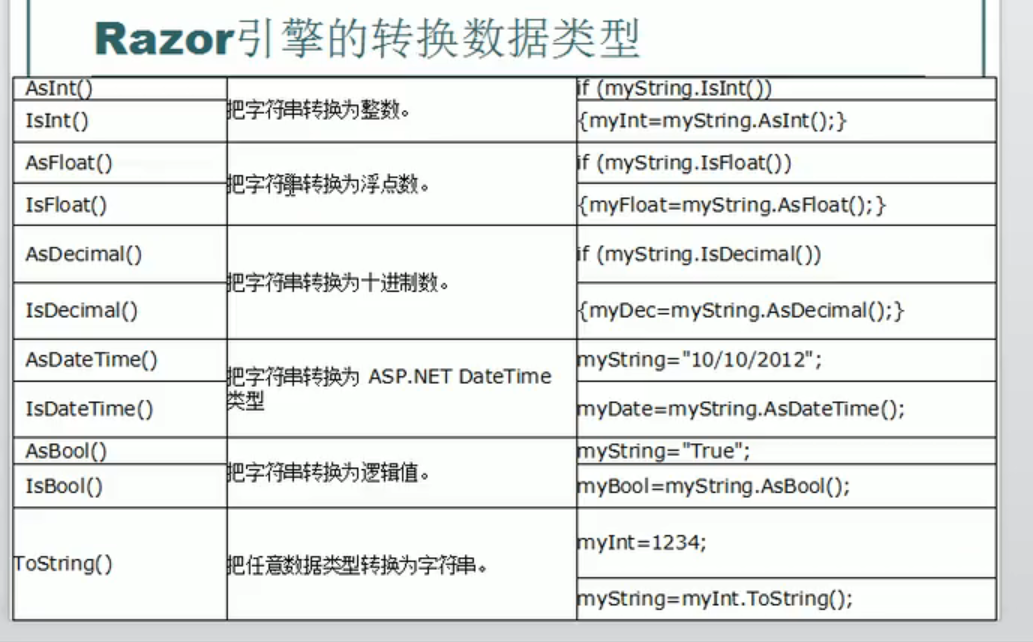 Razor引擎的转换数据类型
AsInt()
IsInt()
把字符串转换为整数。
if (myString.IsInt())
{myInt=myString.AsInt();}
AsFloat()
IsFloat()
把字符串转换为浮点数。
if (myString.IsFloat())
{myFloat=myString.AsFloat();}
AsDecimal()
IsDecimal()
把字符串转换为十进制数。
if (myString.IsDecimal())
{myDec=myString.AsDecimal();}
AsDateTime()
IsDateTime()
把字符串转换为 ASP.NET DateTime
类型
myString="10/10/2012";
myDate=myString.AsDateTime();
AsBool()
IsBool()
把字符串转换为逻辑值。
myString="True";
myBool=myString.AsBool();
ToString()
把任意数据类型转换为字符串。
myInt=1234;
myString=myInt.ToString();